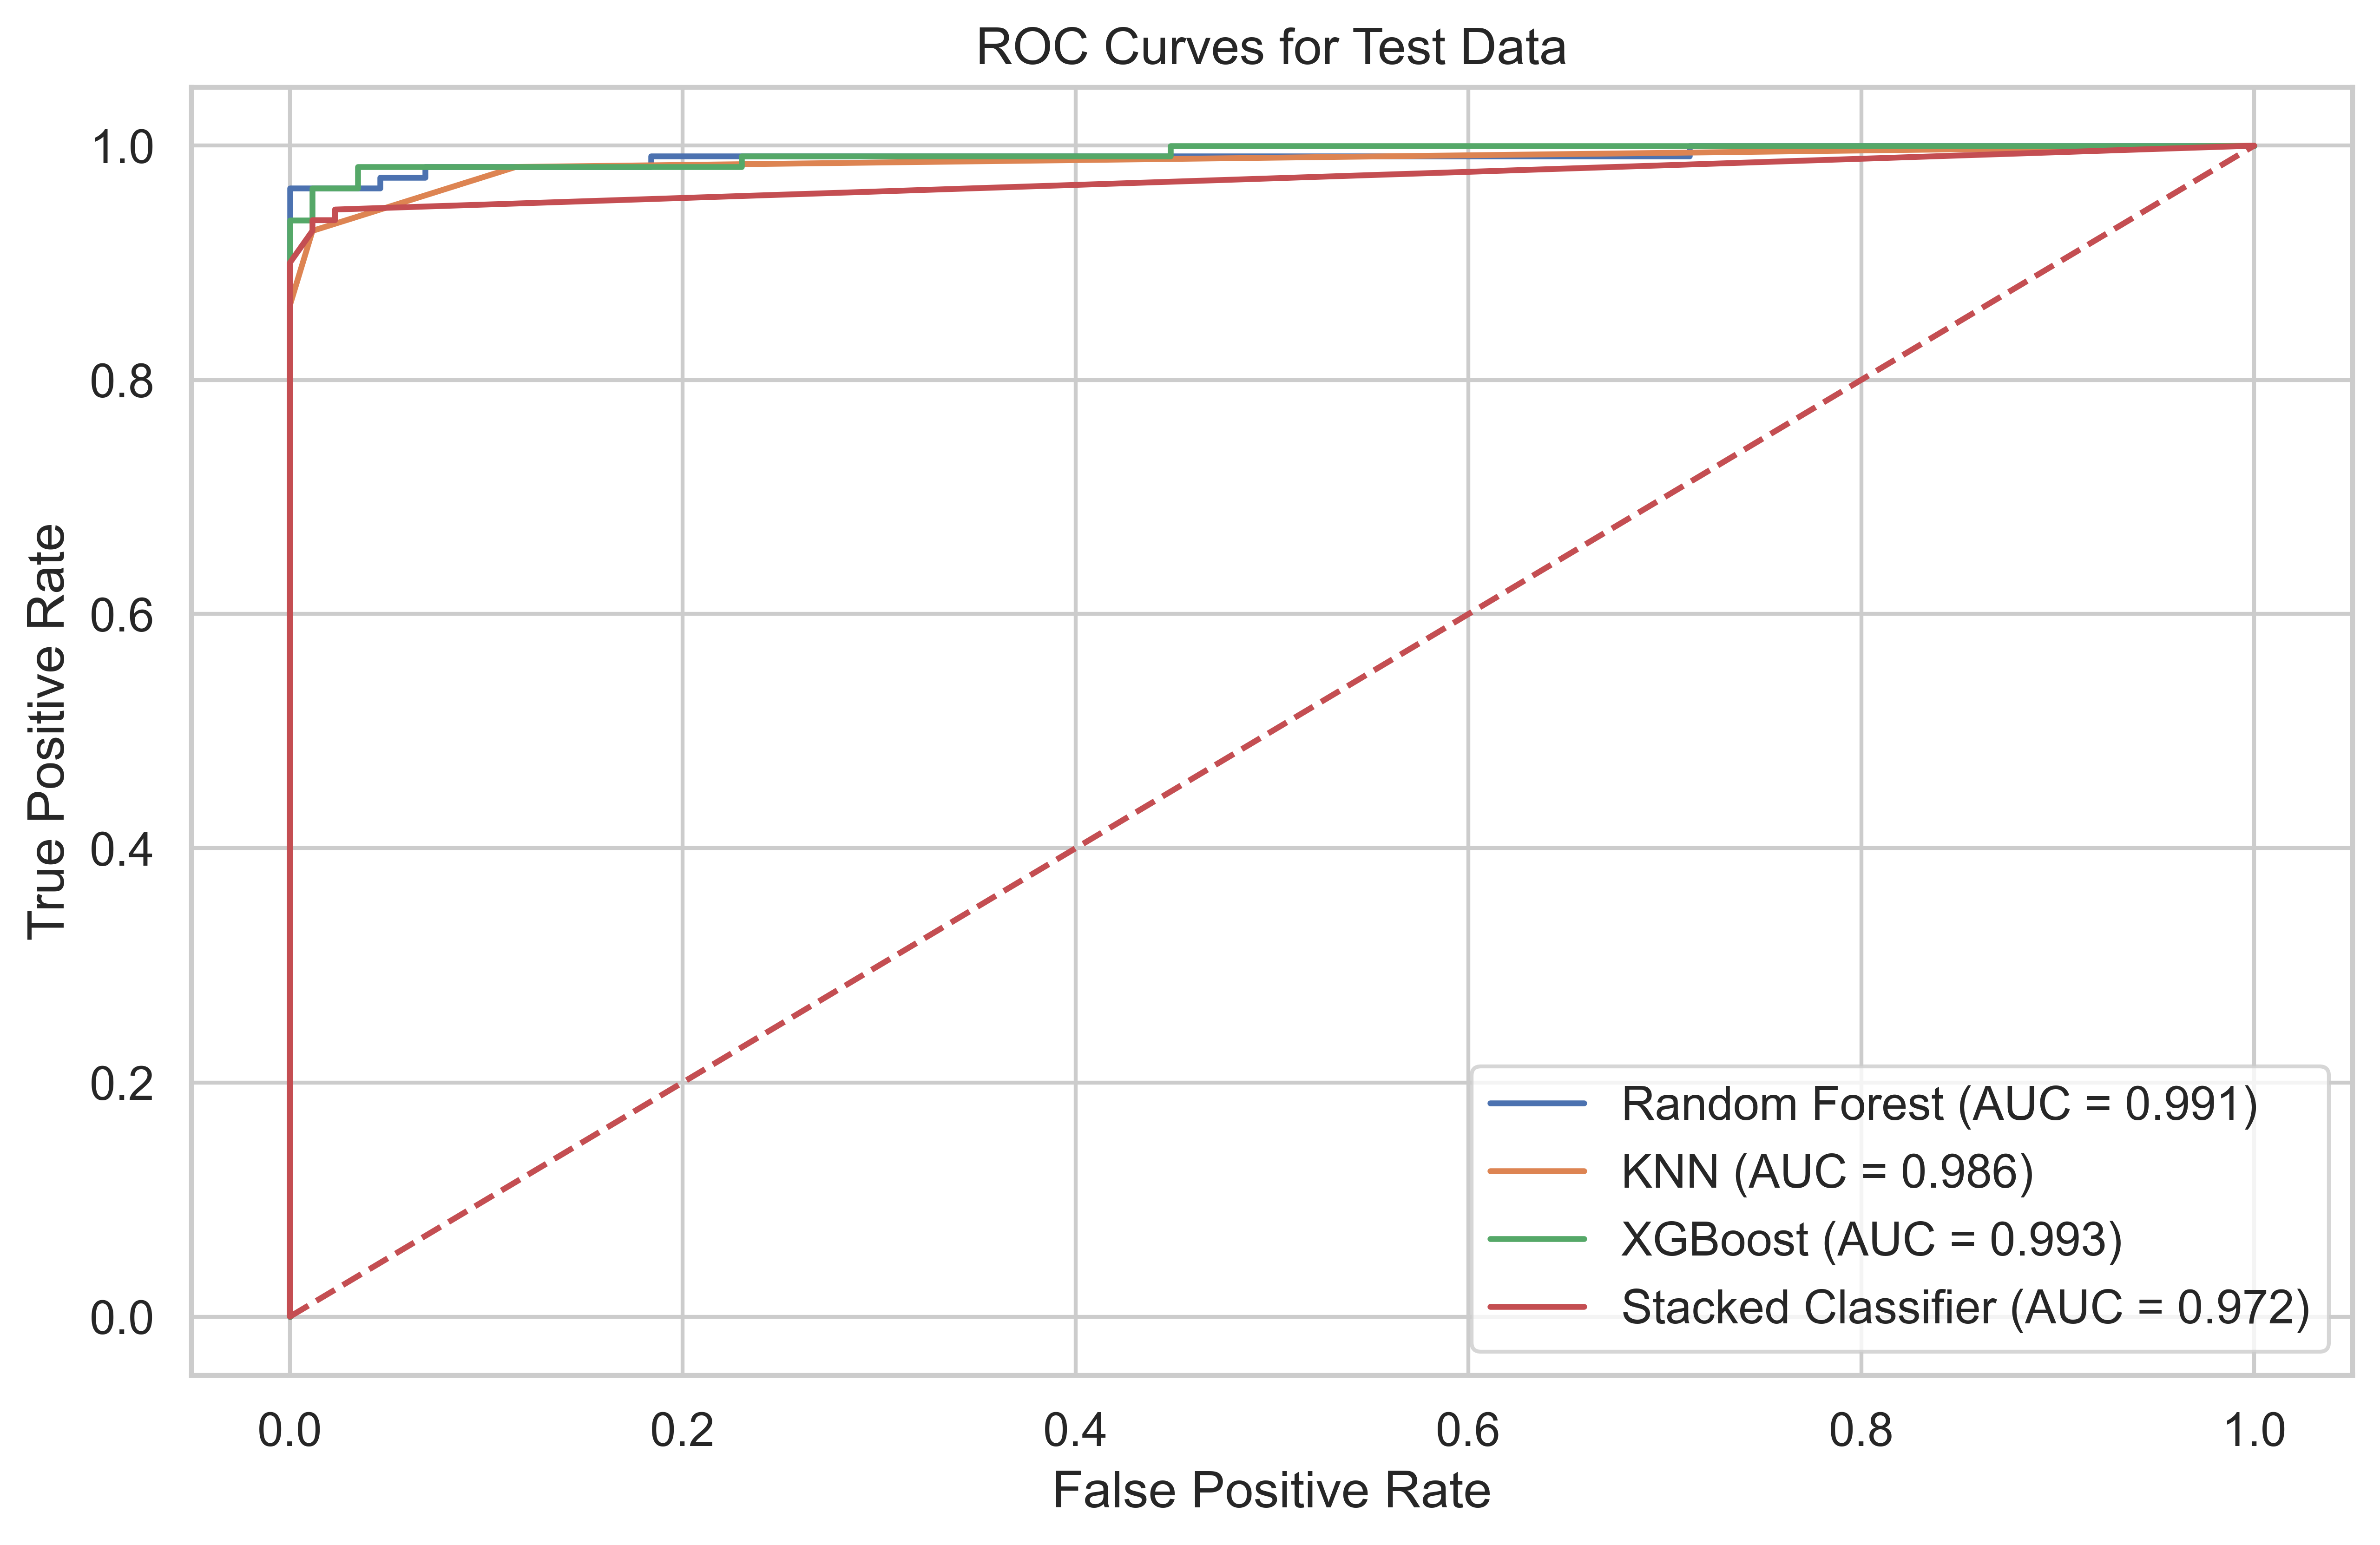 ROC Curves for Test Data
1.0
0.8
0.6
0.4
0.2
0.0
True Positive Rate
Random Forest (AUC = 0.991)
KNN (AUC = 0.986)
XGBoost (AUC = 0.993)
Stacked Classifier (AUC = 0.972)
0.0 0.2 0.4 0.6 0.8 1.0
False Positive Rate